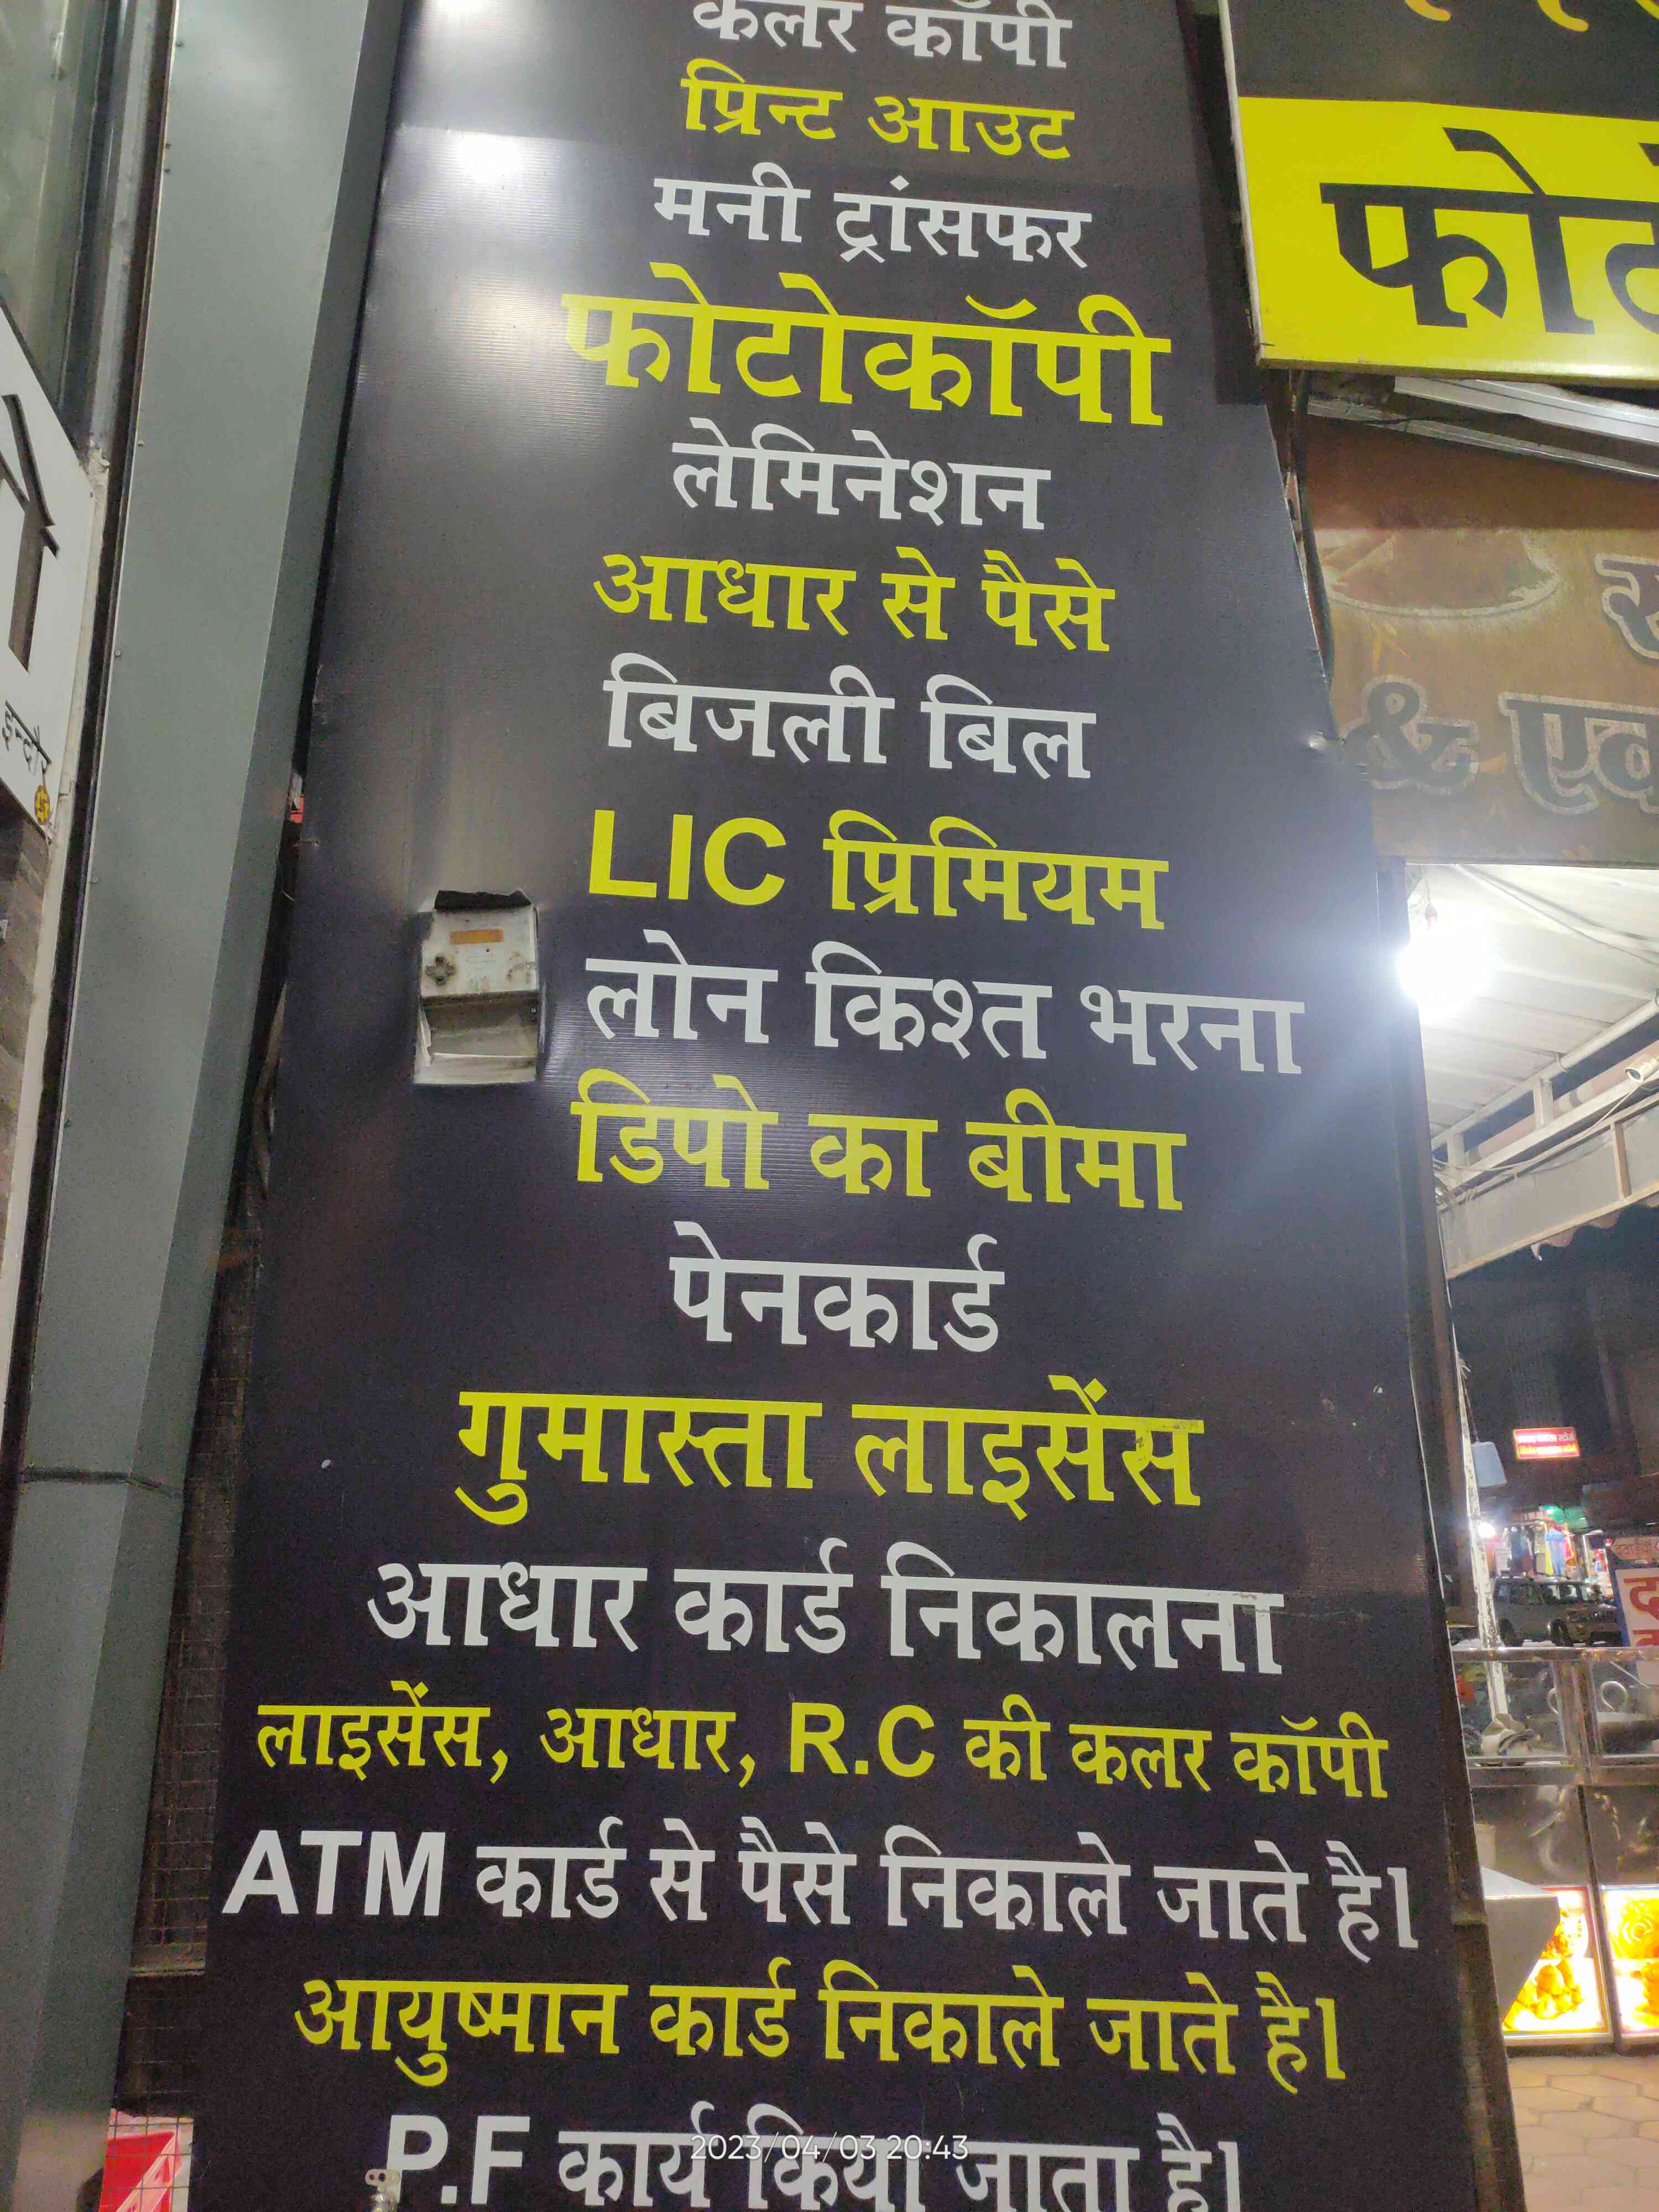 कलर कॉपी
प्रिन्ट आउट
मनी ट्रांसफर
फोटोकॉपी
लेमिनेशन
आधार से पैसे
बिजली बिल
LIC प्रिमियम
लोन किश्त भरना
डिपो का बीमा
पेनकार्ड
गुमास्ता लाइसेंस
आधार कार्ड निकालना
लाइसेंस, आधार, R.C की कलर कॉपी
ATM कार्ड से पैसे निकाले जाते है।
आयुष्मान कार्ड निकाले जाते है।
P.F कार्य किया जाता है।
2023/04/03 20:43
इन्दौर
&